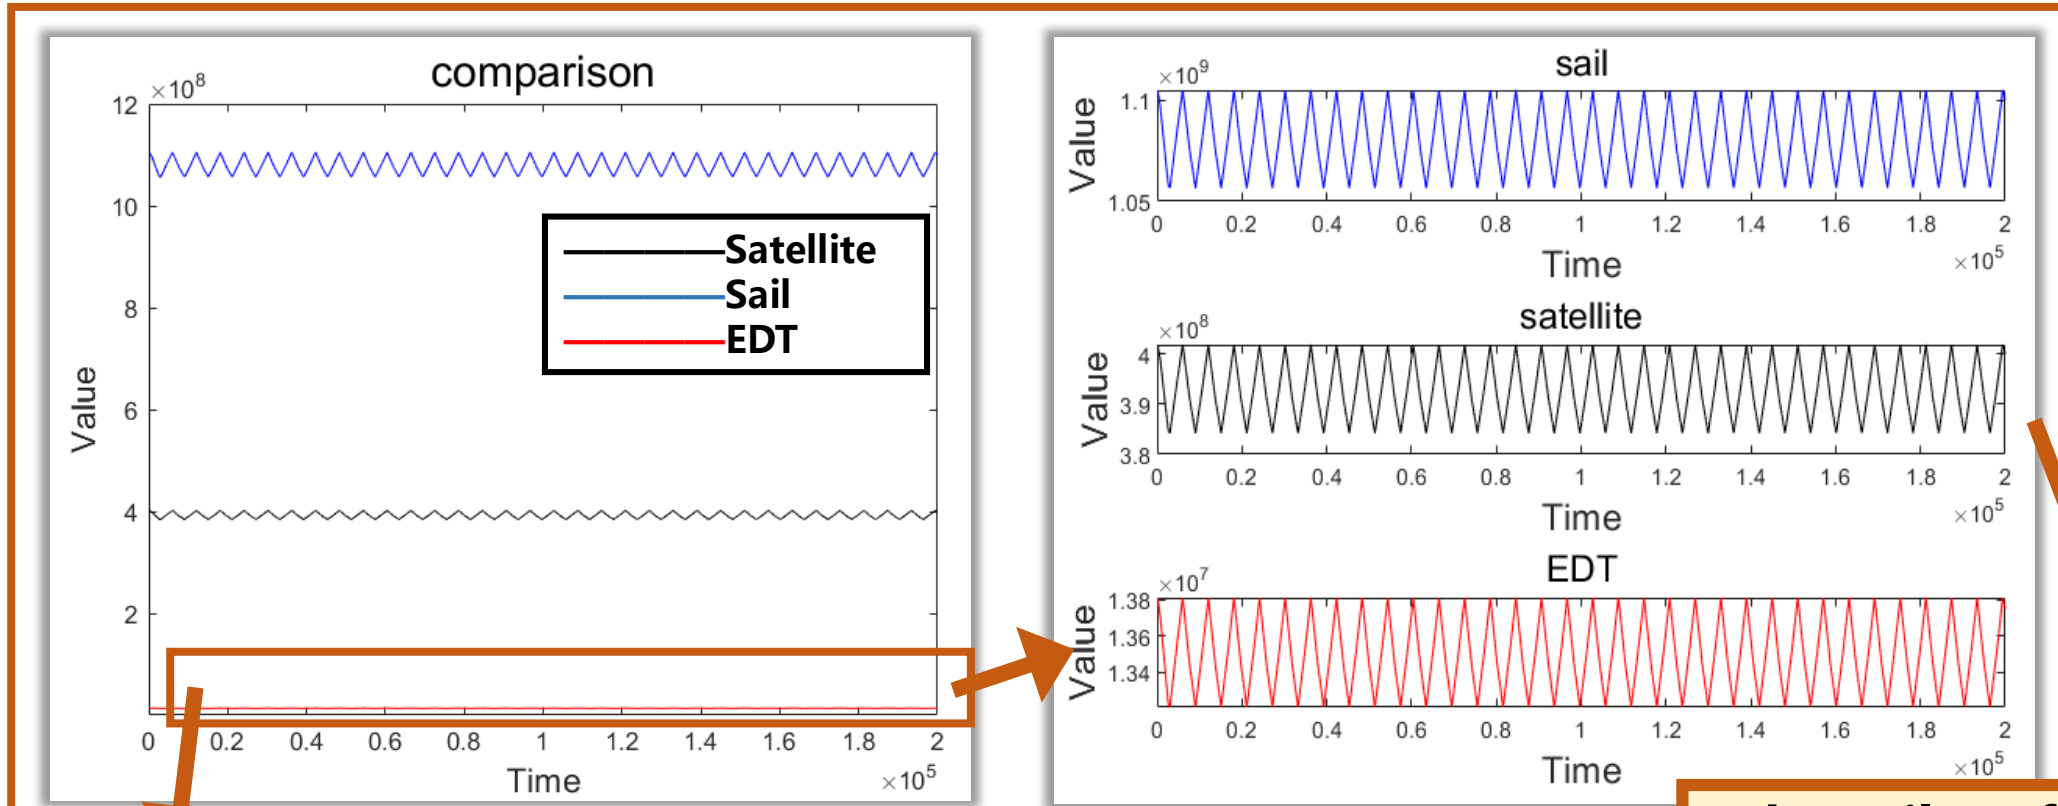 comparison
×10^8
12
10
8
6
4
2
Value
Satellite
Sail
EDT
0 0.2 0.4 0.6 0.8 1 1.2 1.4 1.6 1.8 2
Time
×10^5
sail
×10^9
1.1
1.05
Value
0 0.2 0.4 0.6 0.8 1 1.2 1.4 1.6 1.8 2
Time
×10^5
satellite
×10^8
4
3.9
3.8
Value
0 0.2 0.4 0.6 0.8 1 1.2 1.4 1.6 1.8 2
Time
×10^5
EDT
×10^7
1.38
1.36
1.34
Value
0 0.2 0.4 0.6 0.8 1 1.2 1.4 1.6 1.8 2
Time
×10^5